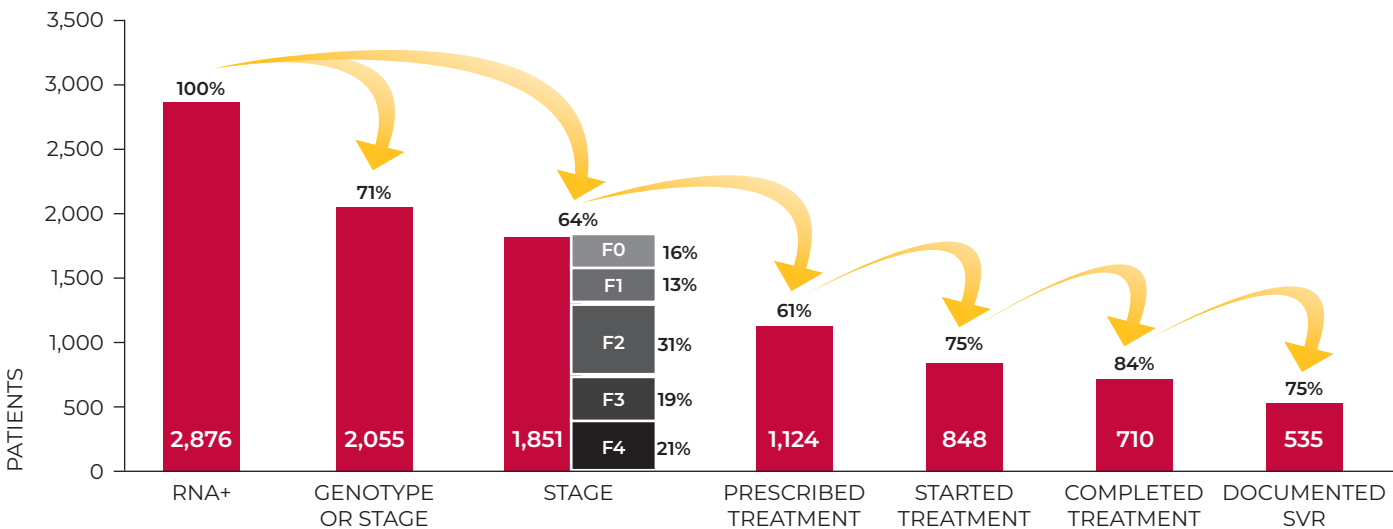 3,500
3,000
2,500
2,000
1,500
1,000
500
0
PATIENTS
100%
71%
64%
61%
75%
84%
75%
F0 16%
F1 13%
F2 31%
F3 19%
F4 21%
2,876
2,055
1,851
1,124
848
710
535
RNA+
GENOTYPE
OR STAGE
STAGE
PRESCRIBED
TREATMENT
STARTED
TREATMENT
COMPLETED
TREATMENT
DOCUMENTED
SVR